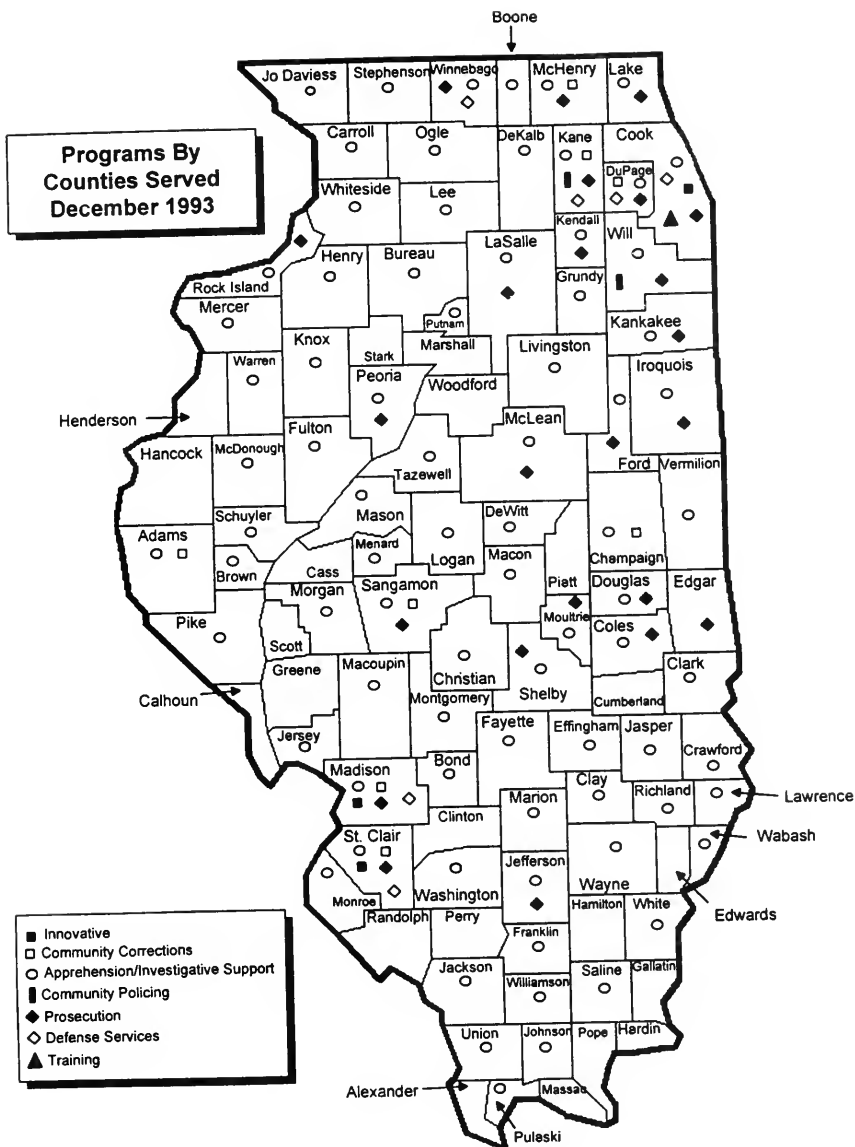 Boone
Jo Daviess
Stephenson
Winnebago
McHenry
Lake
Programs By
Counties Served
December 1993
Carroll
Ogle
DeKalb
Kane
Cook
DuPage
Whiteside
Lee
Kendall
Will
Rock Island
Henry
Bureau
LaSalle
Grundy
Mercer
Putnam
Kankakee
Knox
Stark
Marshall
Livingston
Warren
Peoria
Woodford
Iroquois
Henderson
Fulton
McLean
Hancock
McDonough
Tazewell
Ford
Vermilion
Schuyler
Mason
DeWitt
Adams
Menard
Logan
Champaign
Brown
Cass
Macon
Morgan
Sangamon
Piett
Douglas
Edgar
Pike
Scott
Moultrie
Coles
Greene
Macoupin
Christian
Shelby
Clark
Calhoun
Montgomery
Cumberland
Jersey
Fayette
Effingham
Jasper
Crawford
Madison
Bond
Clay
Richland
Lawrence
Clinton
Marion
Wabash
St. Clair
Jefferson
Wayne
Monroe
Washington
Edwards
Randolph
Perry
Hamilton
White
Franklin
Jackson
Williamson
Saline
Gallatin
Union
Johnson
Pope
Hardin
Alexander
Massac
Pulaski
Innovative
Community Corrections
Apprehension/Investigative Support
Community Policing
Prosecution
Defense Services
Training